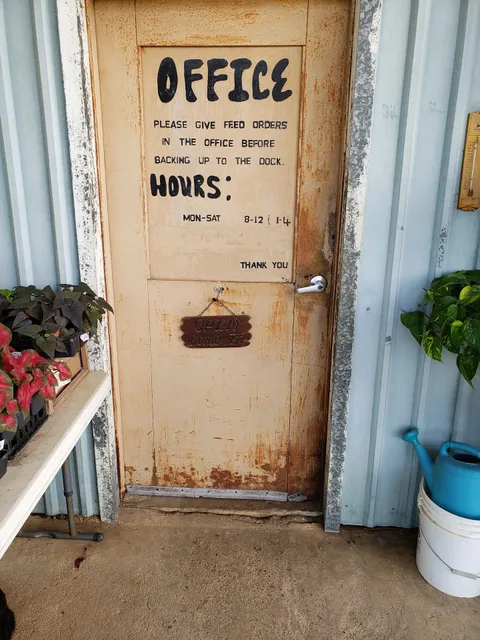 OFFICE
PLEASE GIVE FEED ORDERS
IN THE OFFICE BEFORE
BACKING UP TO THE DOCK.
HOURS:
MON-SAT 8-12 | 1-4
THANK YOU